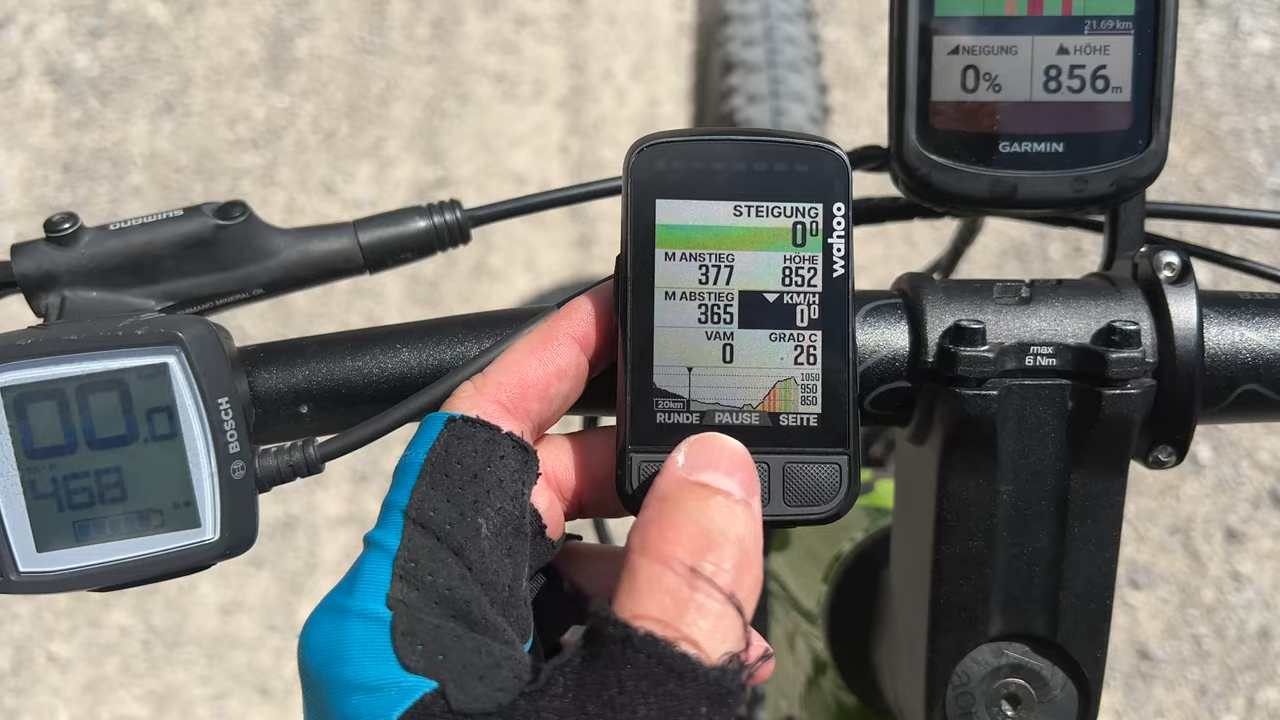 21.69 km
NEIGUNG
HÖHE
0%
856m
GARMIN
wahoo
STEIGUNG
0⁰
M ANSTIEG
HÖHE
377
852
M ABSTIEG
KM/H
365
0⁰
VAM
GRAD C
0
26
1050
950
850
20km
RUNDE
PAUSE
SEITE
SHIMANO
MINERAL OIL
00.0
468
BOSCH
max
6 Nm